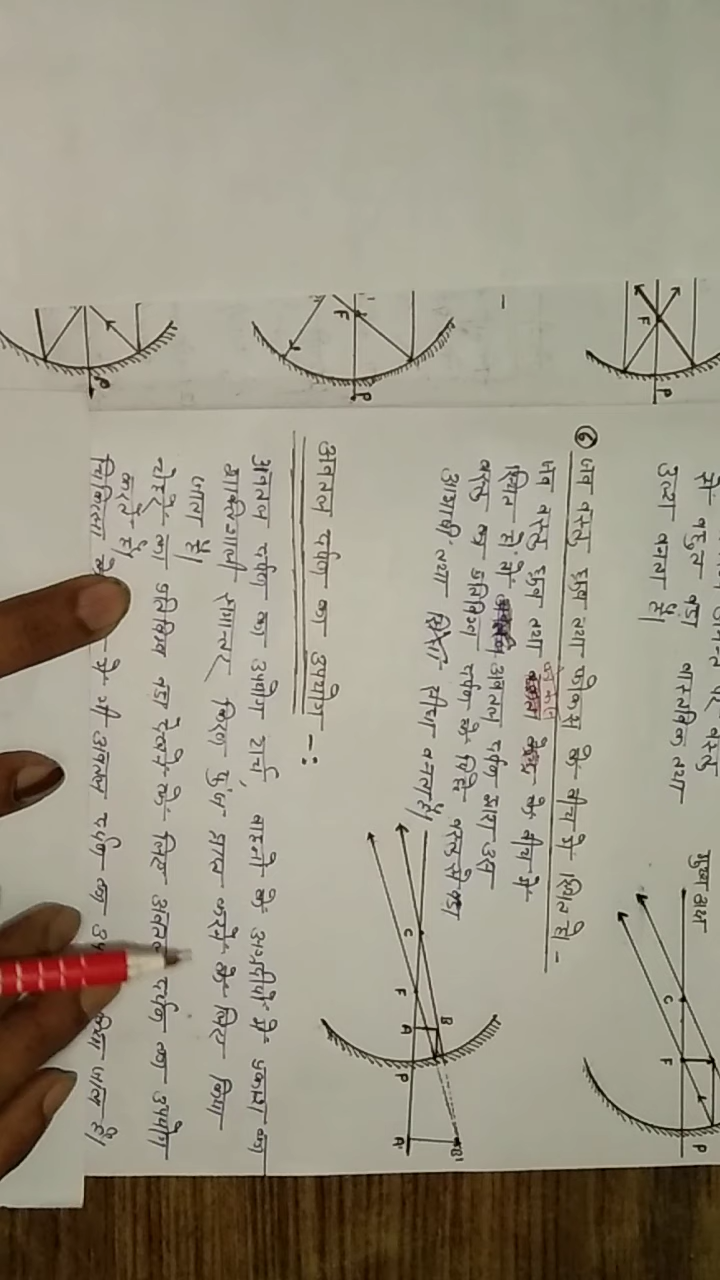 पर वस्तु
से बहुत बड़ा वास्तविक तथा
उल्टा बनता है।
मुख्य अक्ष
C F P
F P
F P
P
⑥ जब वस्तु ध्रुव तथा फोकस के बीच में स्थित हो -
जब वस्तु ध्रुव तथा फोकस के बीच में
स्थित हो तो अवतल दर्पण द्वारा उस
वस्तु का प्रतिबिम्ब दर्पण के पिछे वस्तु से बड़ा
आभासी तथा सीधा बनता है।
C F A B P A' B'
अवतल दर्पण का उपयोग -:
अवतल दर्पण का उपयोग टार्च, वाहनों के अग्रदीपों में प्रकाश का
शक्तिशाली समान्तर किरण पुंज प्राप्त करने के लिए किया
जाता है।
चेहरे का प्रतिबिम्ब बड़ा देखने के लिए अवतल दर्पण का उपयोग
करते हैं।
चिकित्सा में भी अवतल दर्पण का किया जाता है।